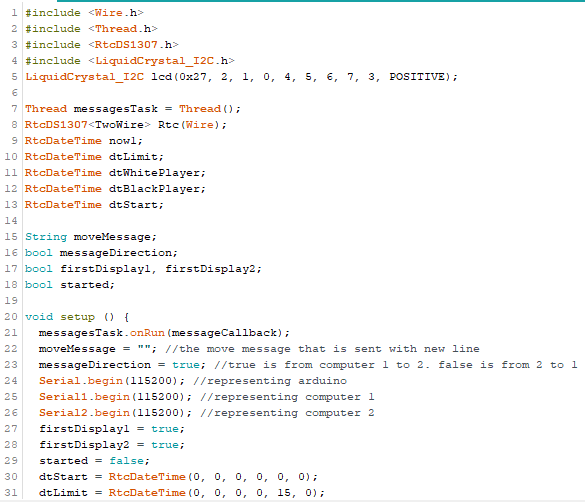 1 #include <Wire.h>
2 #include <Thread.h>
3 #include <RtcDS1307.h>
4 #include <LiquidCrystal_I2C.h>
5 LiquidCrystal_I2C lcd(0x27, 2, 1, 0, 4, 5, 6, 7, 3, POSITIVE);
6
7 Thread messagesTask = Thread();
8 RtcDS1307<TwoWire> Rtc(Wire);
9 RtcDateTime now1;
10 RtcDateTime dtLimit;
11 RtcDateTime dtWhitePlayer;
12 RtcDateTime dtBlackPlayer;
13 RtcDateTime dtStart;
14
15 String moveMessage;
16 bool messageDirection;
17 bool firstDisplay1, firstDisplay2;
18 bool started;
19
20 void setup () {
21   messagesTask.onRun(messageCallback);
22   moveMessage = ""; //the move message that is sent with new line
23   messageDirection = true; //true is from computer 1 to 2. false is from 2 to 1
24   Serial.begin(115200); //representing arduino
25   Serial1.begin(115200); //representing computer 1
26   Serial2.begin(115200); //representing computer 2
27   firstDisplay1 = true;
28   firstDisplay2 = true;
29   started = false;
30   dtStart = RtcDateTime(0, 0, 0, 0, 0, 0);
31   dtLimit = RtcDateTime(0, 0, 0, 0, 15, 0);